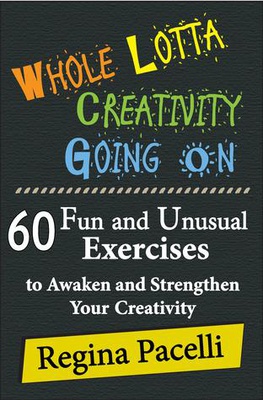 WHOLE LOTTA
CREATIVITY
GOING ON
60 Fun and Unusual
Exercises
to Awaken and Strengthen
Your Creativity
Regina Pacelli